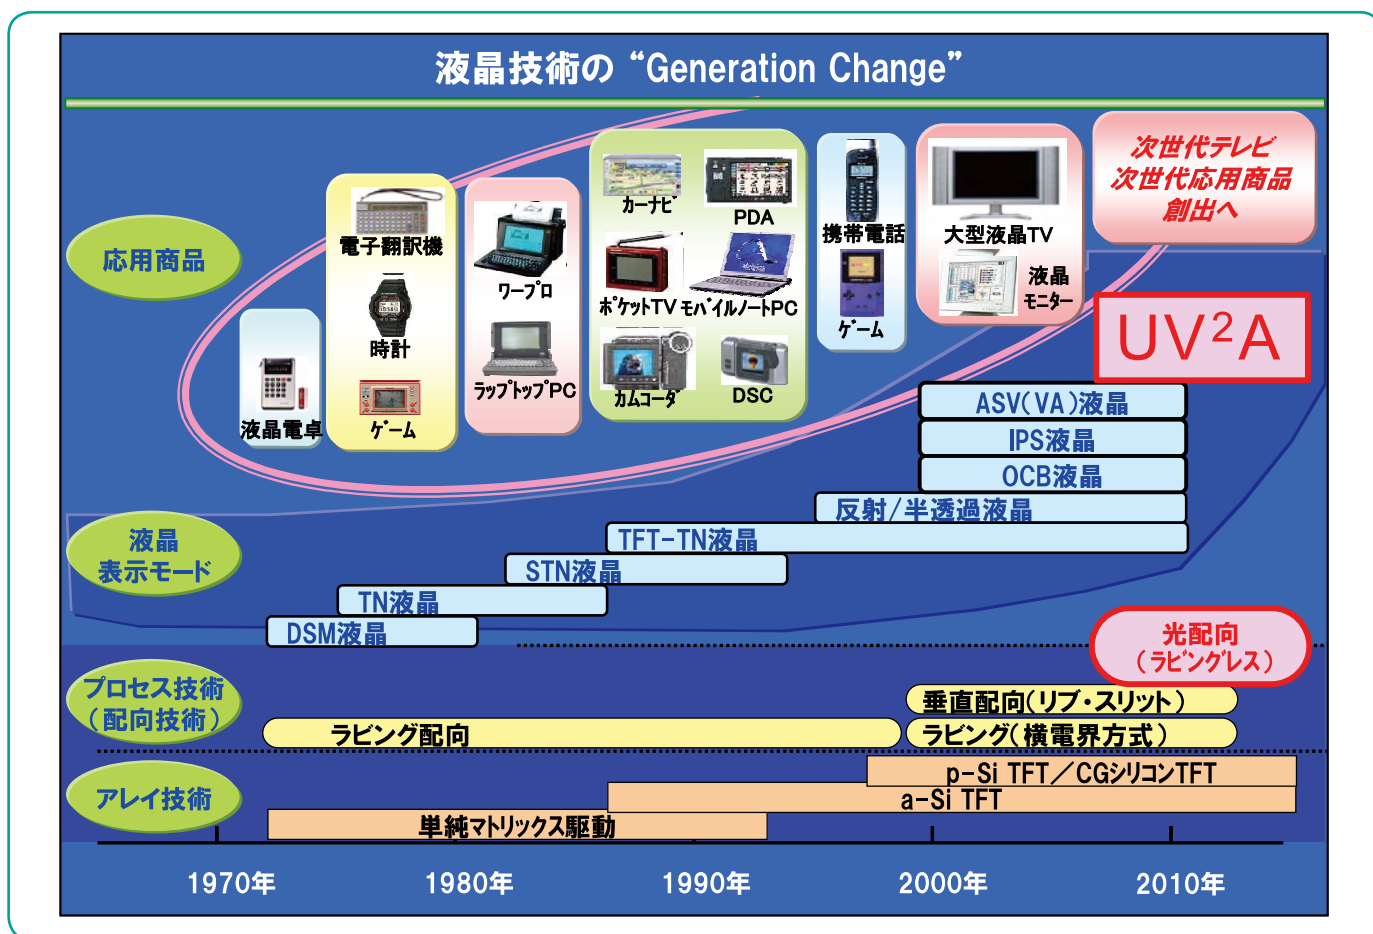 液晶技術の “Generation Change”
応用商品
液晶電卓
電子翻訳機
時計
ゲーム
ワープロ
ラップトップPC
カーナビ
PDA
ポケットTV
モバイルノートPC
カムコーダ
DSC
携帯電話
ゲーム
大型液晶TV
液晶
モニター
次世代テレビ
次世代応用商品
創出へ
UV²A
液晶
表示モード
ASV(VA)液晶
IPS液晶
OCB液晶
反射/半透過液晶
TFT-TN液晶
STN液晶
TN液晶
DSM液晶
光配向
(ラビングレス)
プロセス技術
(配向技術)
垂直配向(リブ・スリット)
ラビング配向
ラビング(横電界方式)
アレイ技術
p-Si TFT/CGシリコンTFT
a-Si TFT
単純マトリックス駆動
1970年
1980年
1990年
2000年
2010年